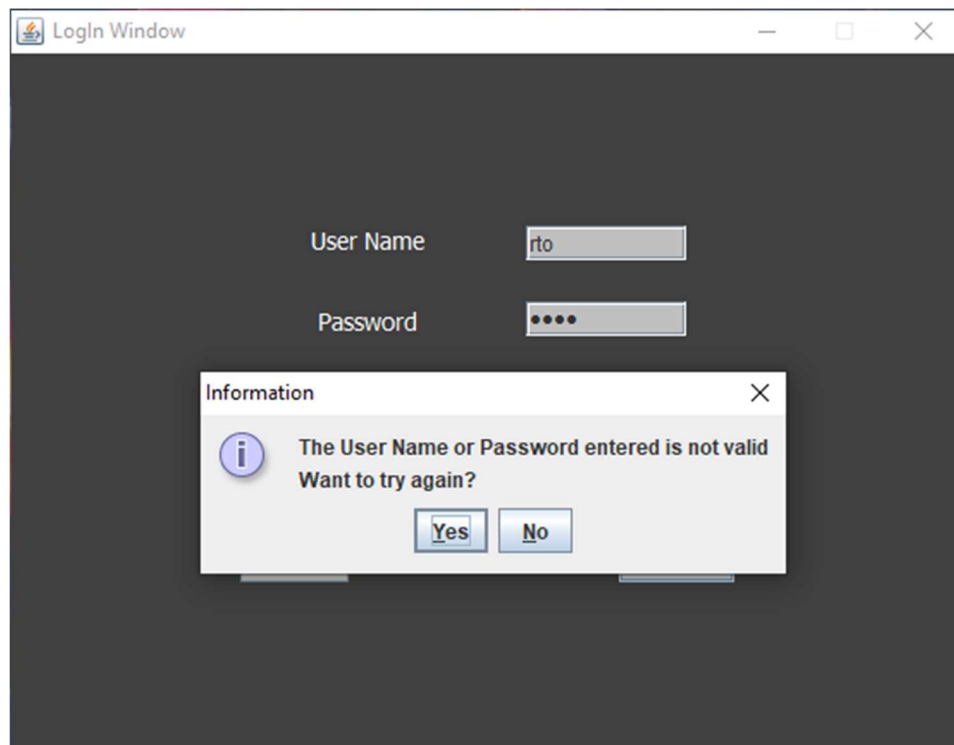 LogIn Window
User Name
rto
Password
••••
Information
The User Name or Password entered is not valid
Want to try again?
Yes
No